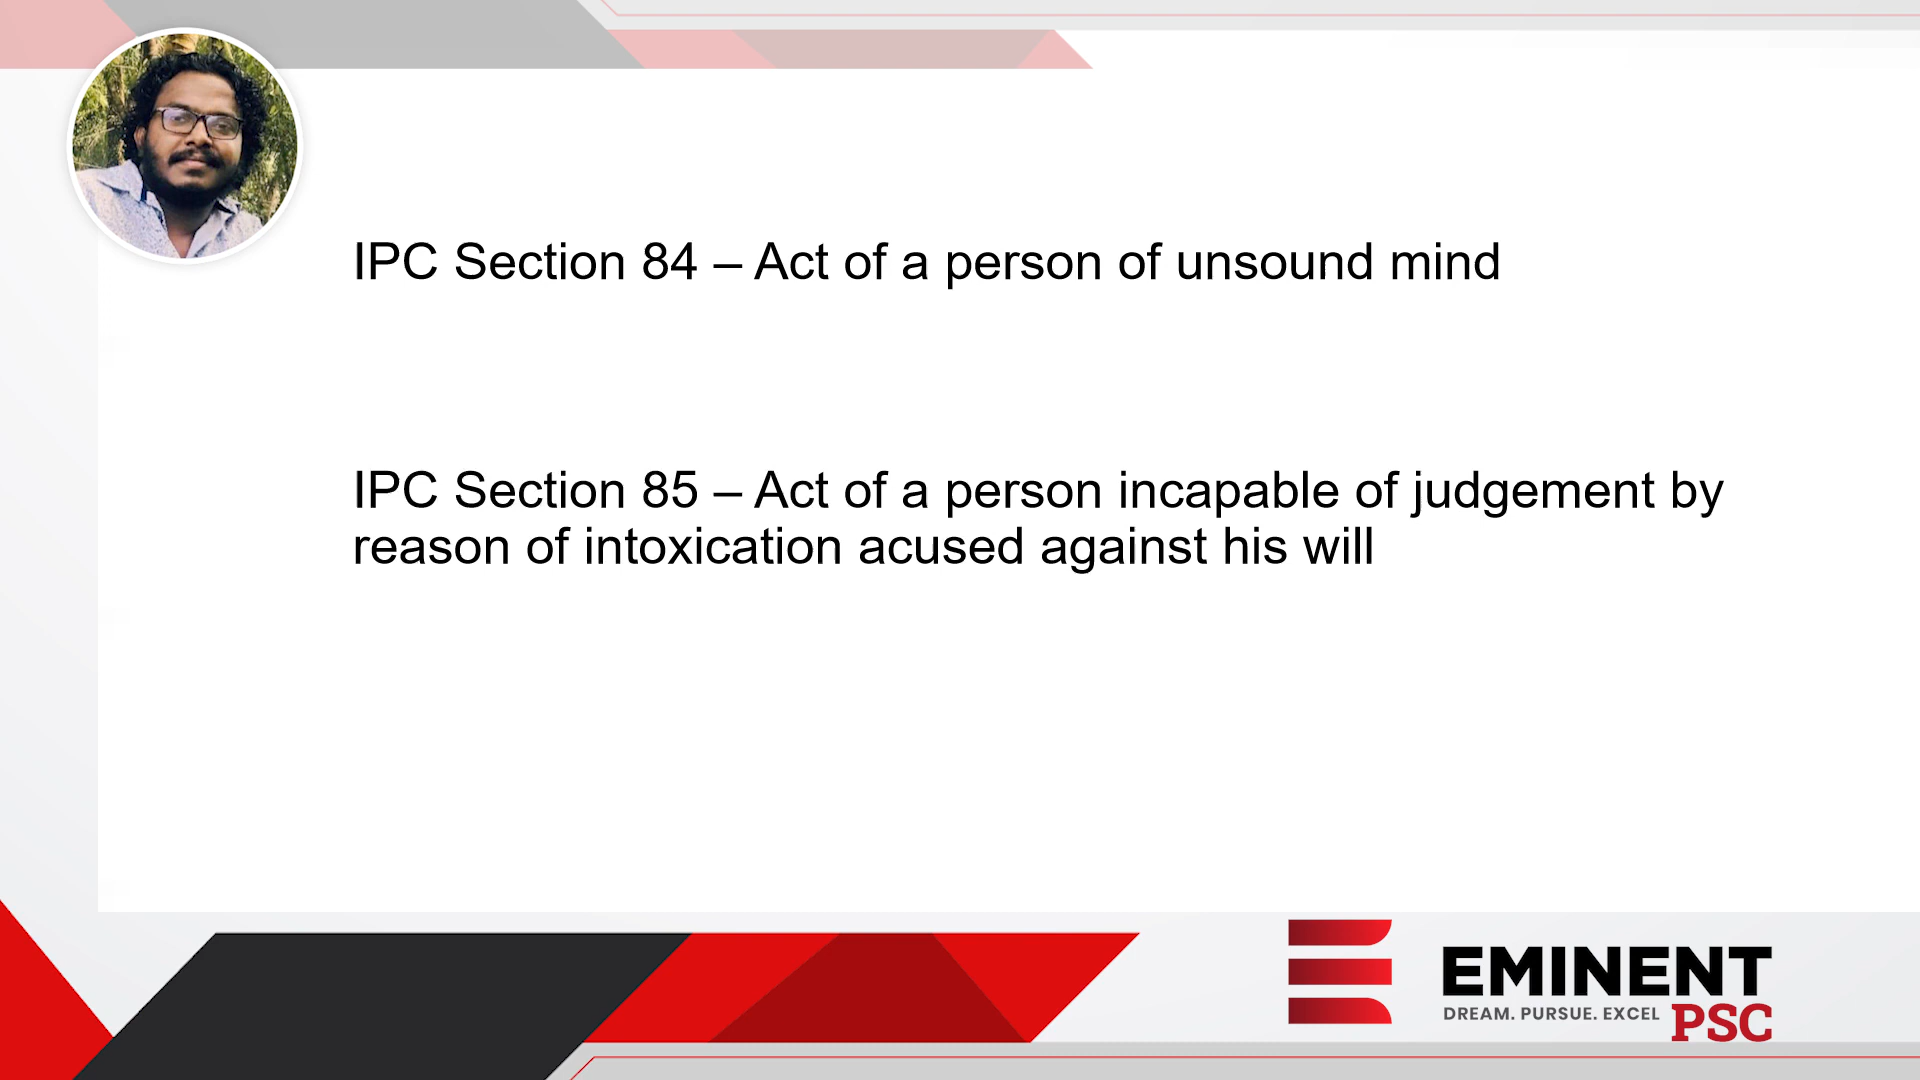 IPC Section 84 – Act of a person of unsound mind
IPC Section 85 – Act of a person incapable of judgement by
reason of intoxication acused against his will
EMINENT
DREAM. PURSUE. EXCEL
PSC